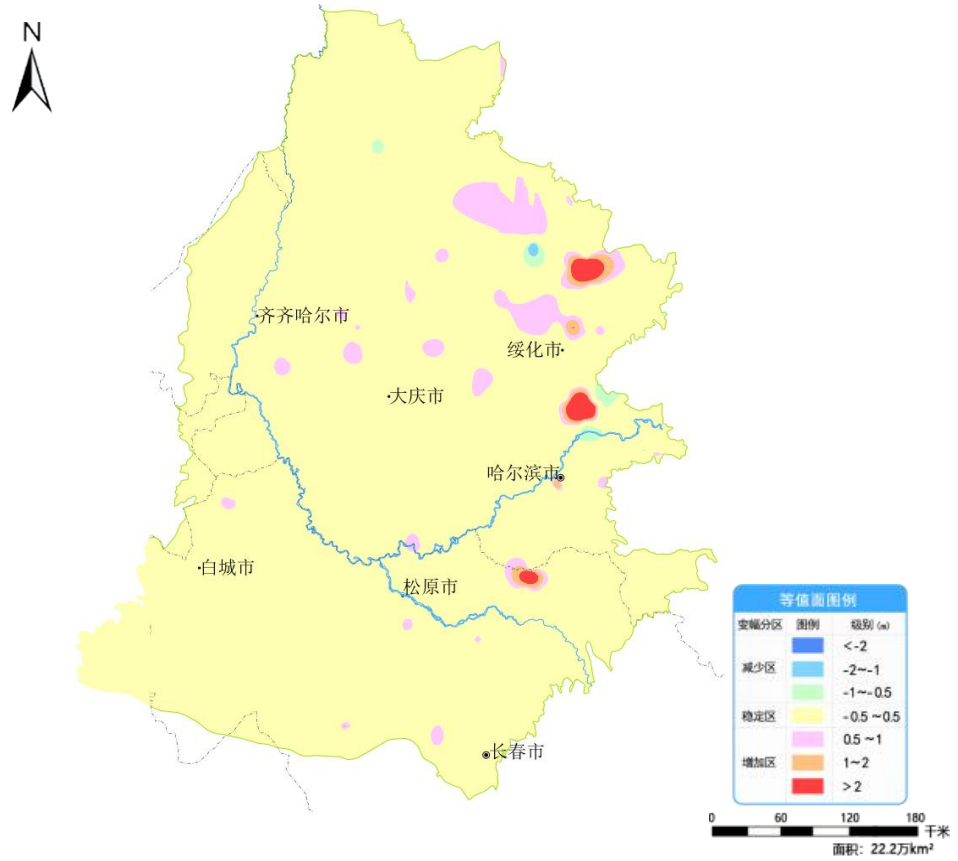 N
齐齐哈尔市
绥化市
大庆市
哈尔滨市
白城市
松原市
长春市
等值面图例
变幅分区 图例 级别 (m)
减少区
<-2
-2~-1
-1~-0.5
稳定区 -0.5~0.5
增加区
0.5~1
1~2
>2
0 60 120 180 千米
面积: 22.2万km²